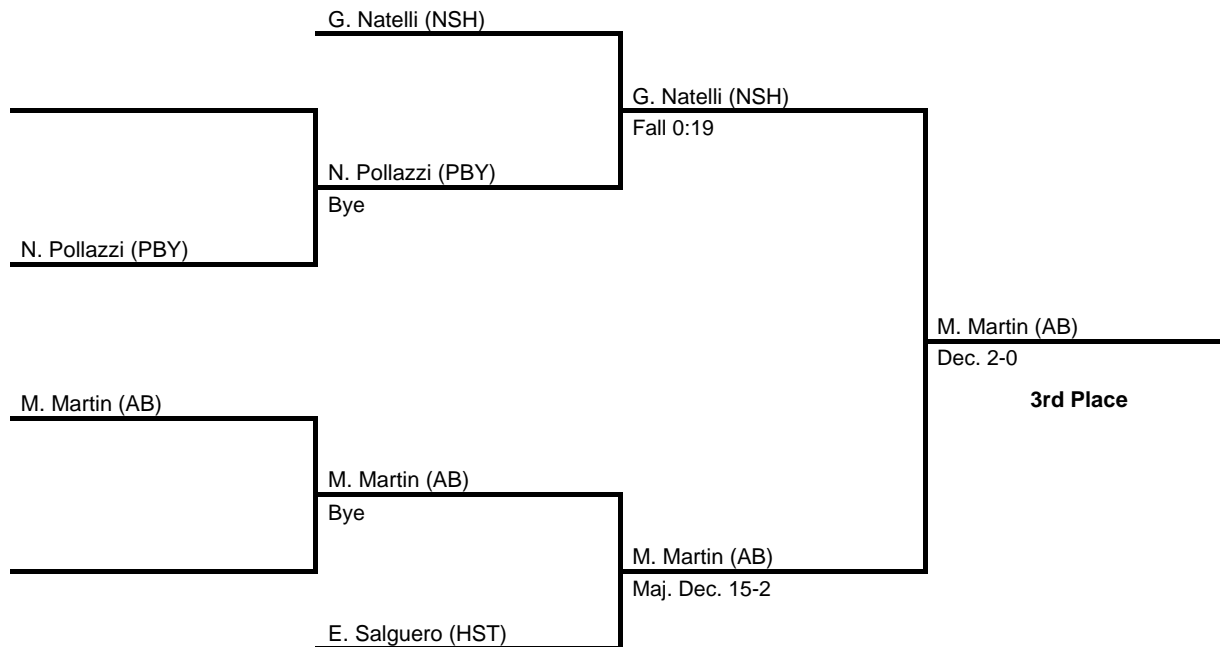 G. Natelli (NSH)
G. Natelli (NSH)
Fall 0:19
N. Pollazzi (PBY)
Bye
N. Pollazzi (PBY)
M. Martin (AB)
Dec. 2-0
3rd Place
M. Martin (AB)
M. Martin (AB)
Bye
M. Martin (AB)
Maj. Dec. 15-2
E. Salguero (HST)